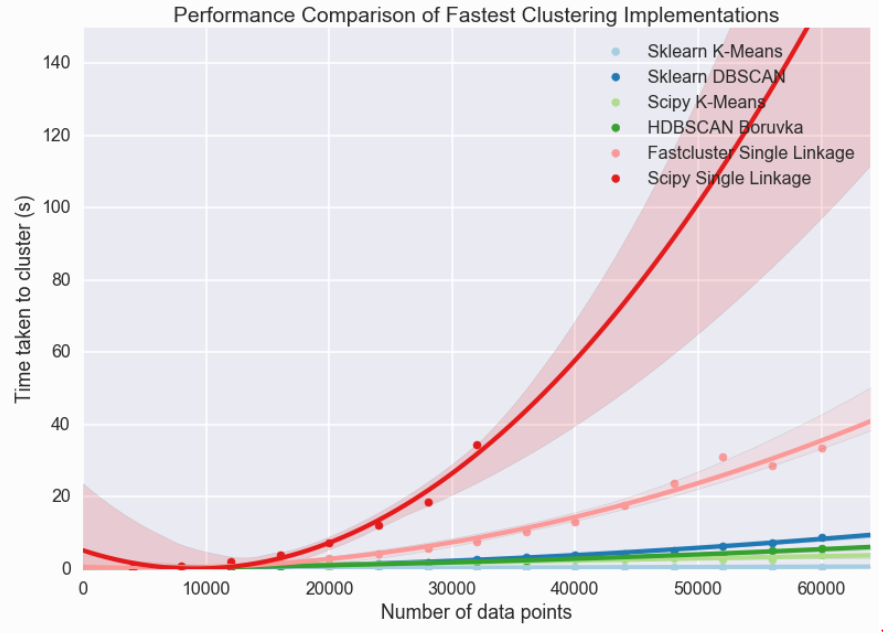 Performance Comparison of Fastest Clustering Implementations
140
120
100
80
60
40
20
0
Time taken to cluster (s)
Sklearn K-Means
Sklearn DBSCAN
Scipy K-Means
HDBSCAN Boruvka
Fastcluster Single Linkage
Scipy Single Linkage
0 10000 20000 30000 40000 50000 60000
Number of data points